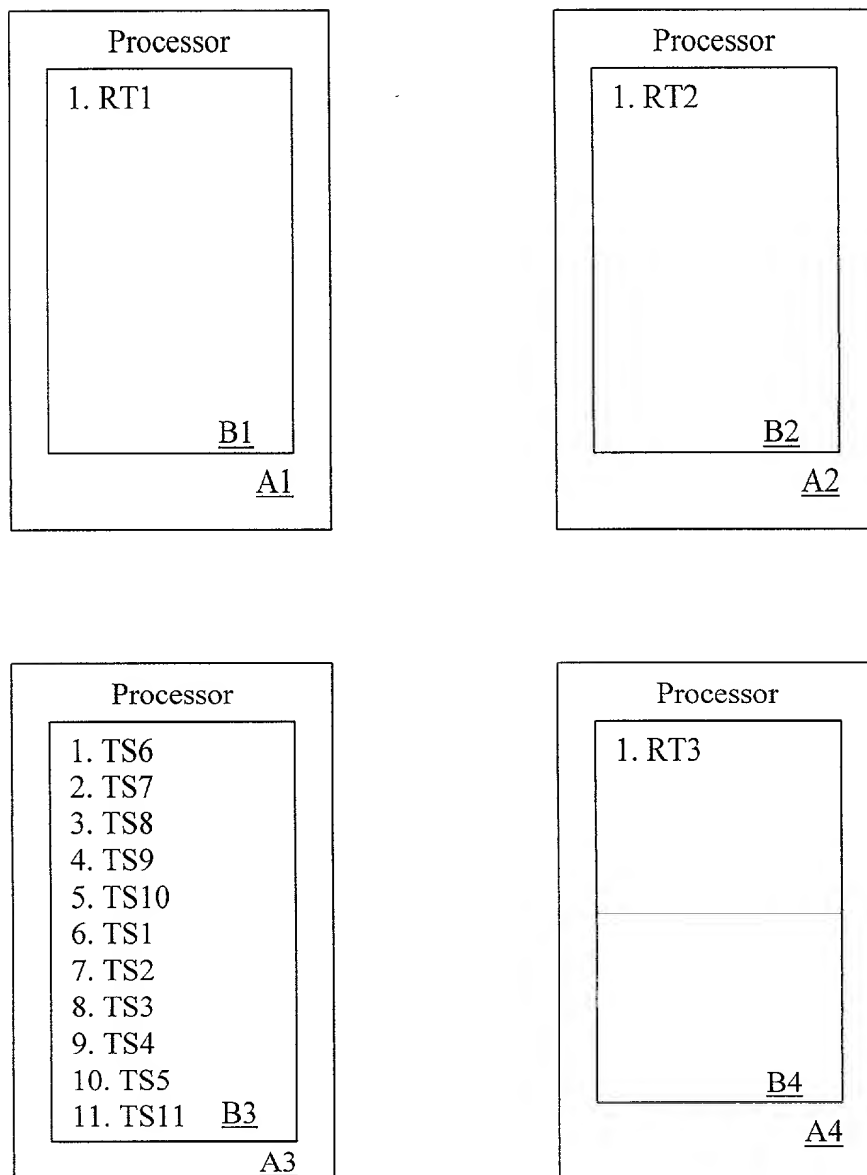 Processor
1. RT1
B1
A1
Processor
1. RT2
B2
A2
Processor
1. TS6
2. TS7
3. TS8
4. TS9
5. TS10
6. TS1
7. TS2
8. TS3
9. TS4
10. TS5
11. TS11 B3
A3
Processor
1. RT3
B4
A4